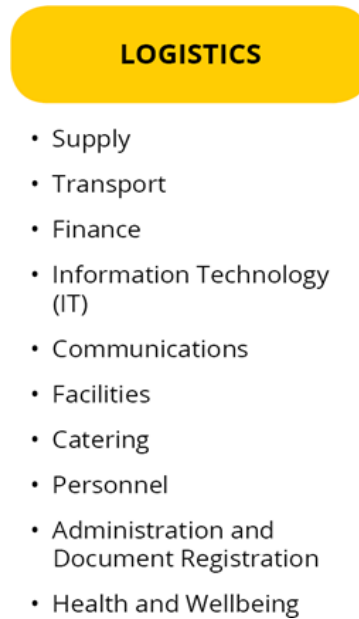 LOGISTICS
• Supply
• Transport
• Finance
• Information Technology
(IT)
• Communications
• Facilities
• Catering
• Personnel
• Administration and
Document Registration
• Health and Wellbeing